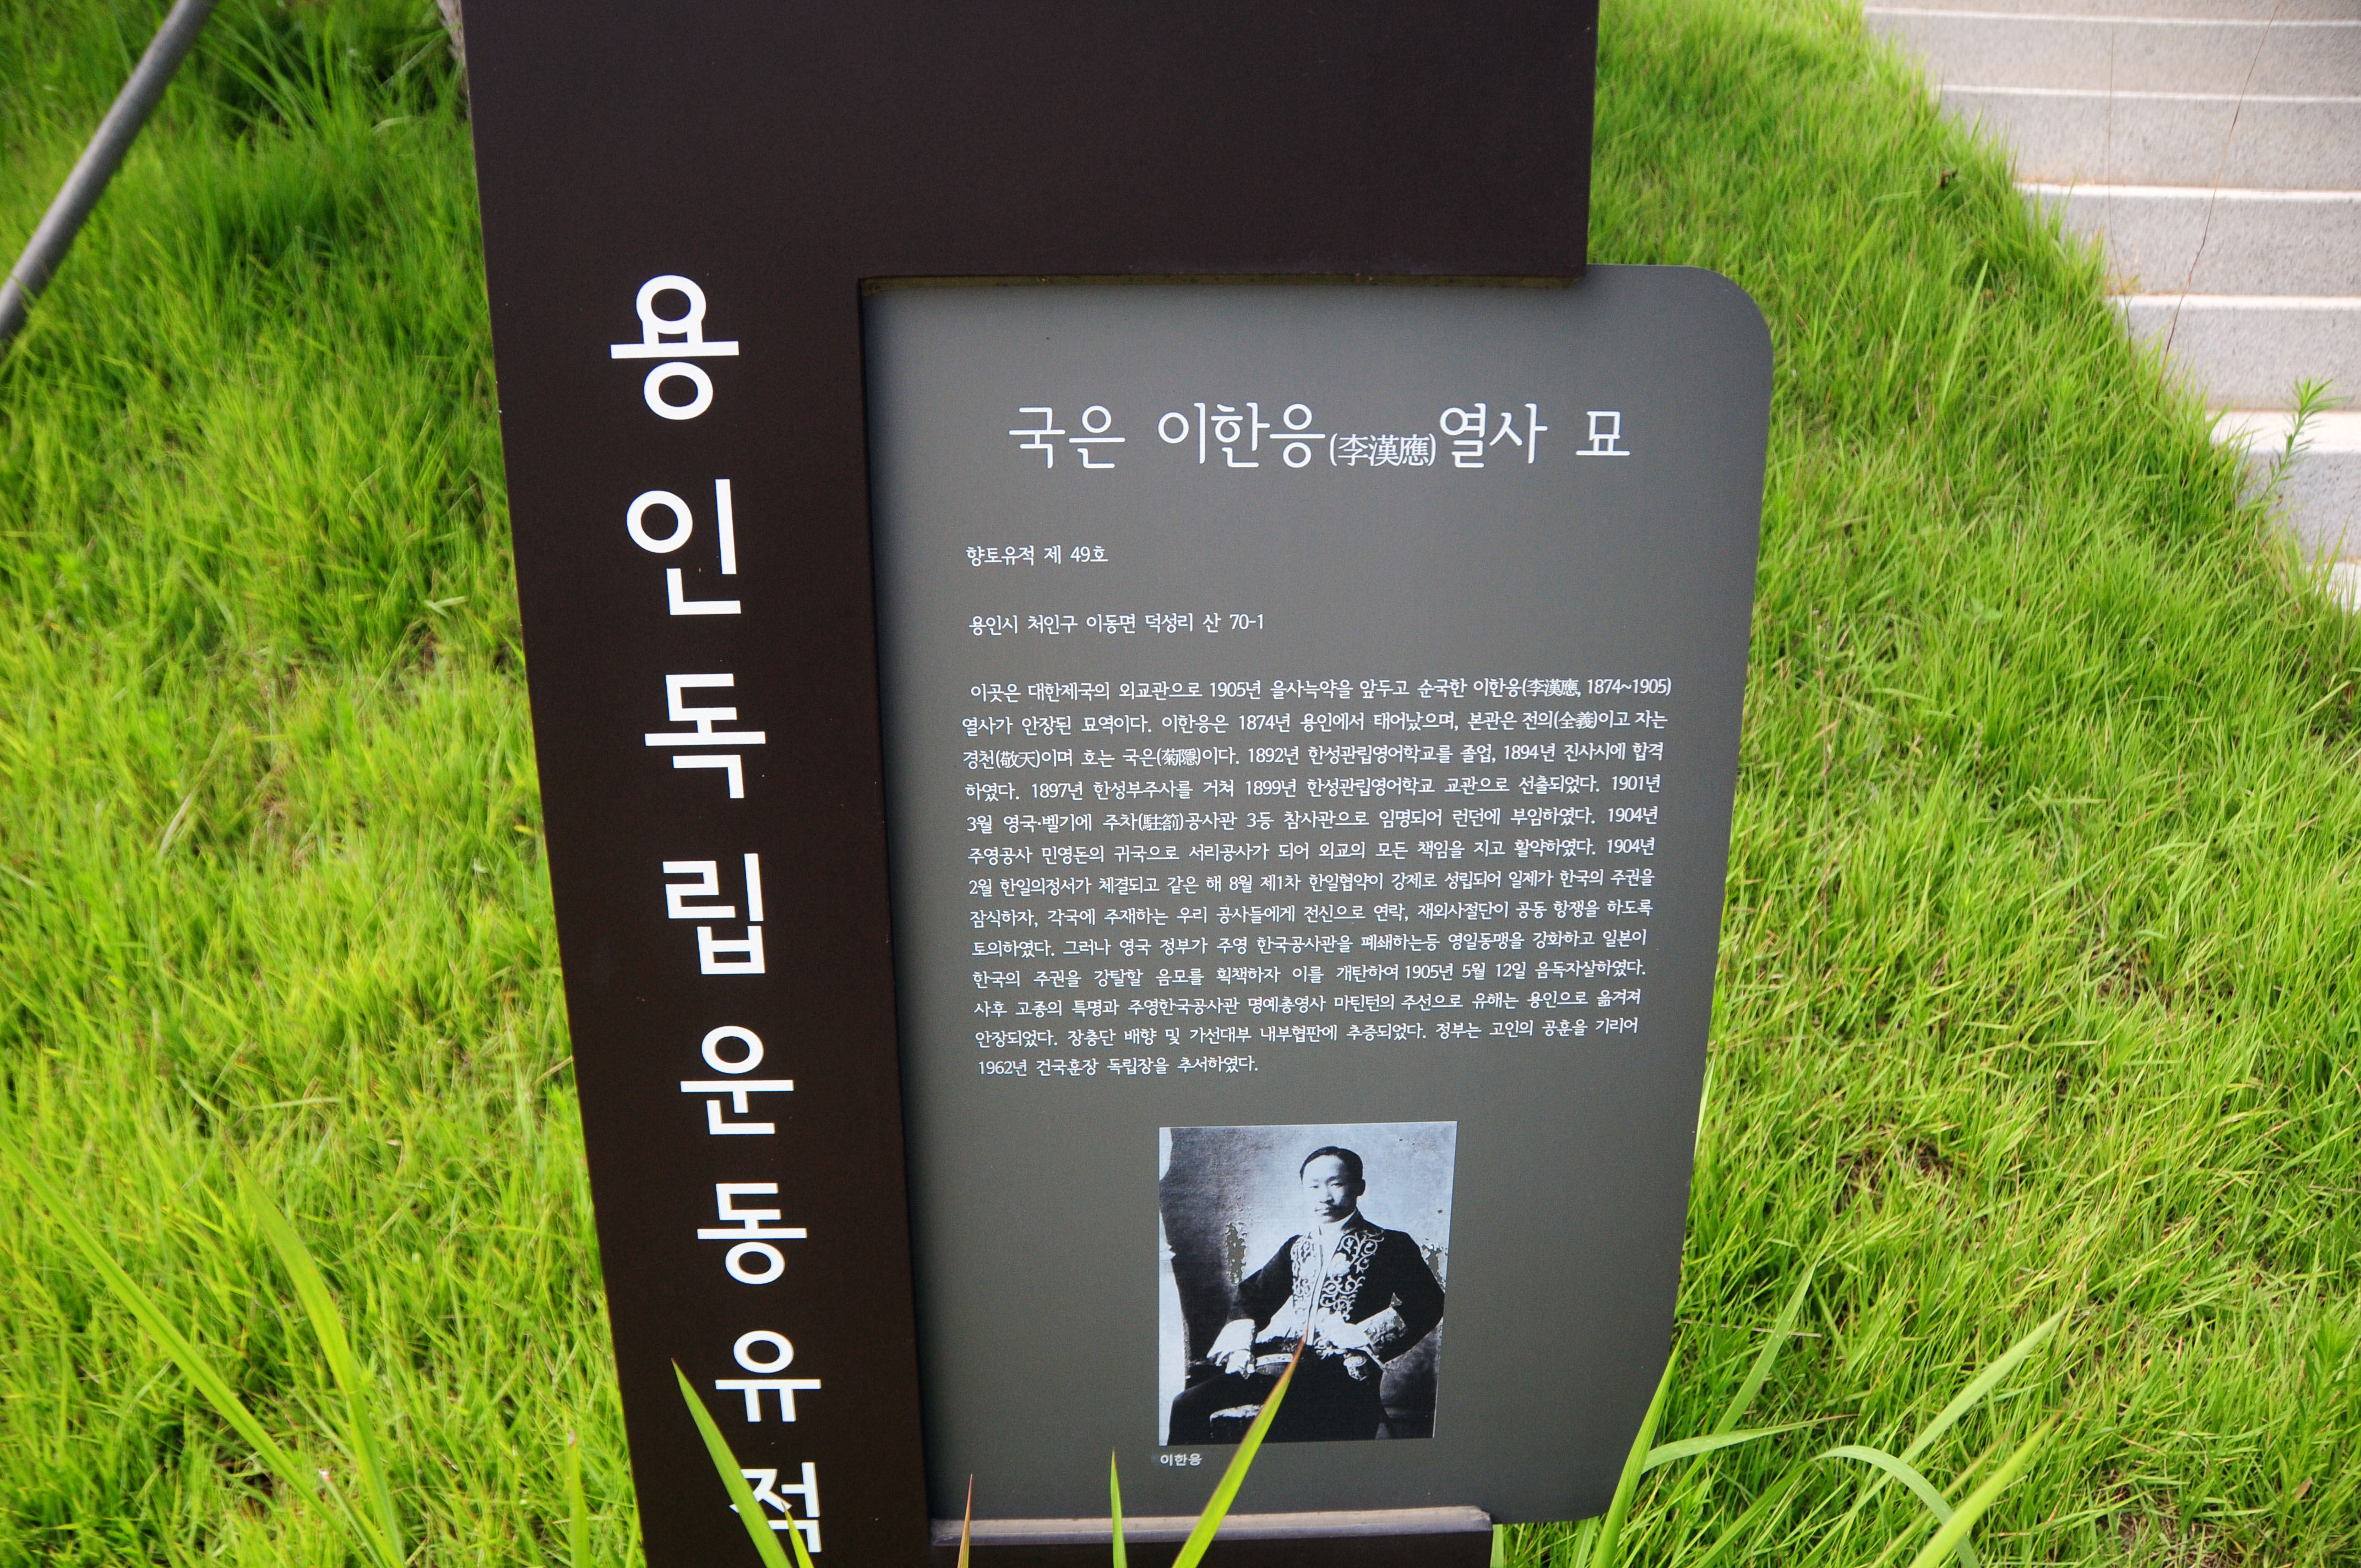 용인독립운동유적
국은 이한응(李漢應)열사 묘
향토유적 제 49호
용인시 처인구 이동면 덕성리 산 70-1
이곳은 대한제국의 외교관으로 1905년 을사늑약을 앞두고 순국한 이한응(李漢應, 1874~1905)
열사가 안장된 묘역이다. 이한응은 1874년 용인에서 태어났으며, 본관은 전의(全義)이고 자는
경천(敬天)이며 호는 국은(菊隱)이다. 1892년 한성관립영어학교를 졸업, 1894년 진사시에 합격
하였다. 1897년 한성부주사를 거쳐 1899년 한성관립영어학교 교관으로 선출되었다. 1901년
3월 영국·벨기에 주차(駐箚)공사관 3등 참사관으로 임명되어 런던에 부임하였다. 1904년
주영공사 민영돈의 귀국으로 서리공사가 되어 외교의 모든 책임을 지고 활약하였다. 1904년
2월 한일의정서가 체결되고 같은 해 8월 제1차 한일협약이 강제로 성립되어 일제가 한국의 주권을
잠식하자, 각국에 주재하는 우리 공사들에게 전신으로 연락, 재외사절단이 공동 항쟁을 하도록
토의하였다. 그러나 영국 정부가 주영 한국공사관을 폐쇄하는등 영일동맹을 강화하고 일본이
한국의 주권을 강탈할 음모를 획책하자 이를 개탄하여 1905년 5월 12일 음독자살하였다.
사후 고종의 특명과 주영한국공사관 명예총영사 마틴턴의 주선으로 유해는 용인으로 옮겨져
안장되었다. 장충단 배향 및 가선대부 내부협판에 추증되었다. 정부는 고인의 공훈을 기리어
1962년 건국훈장 독립장을 추서하였다.
이한응